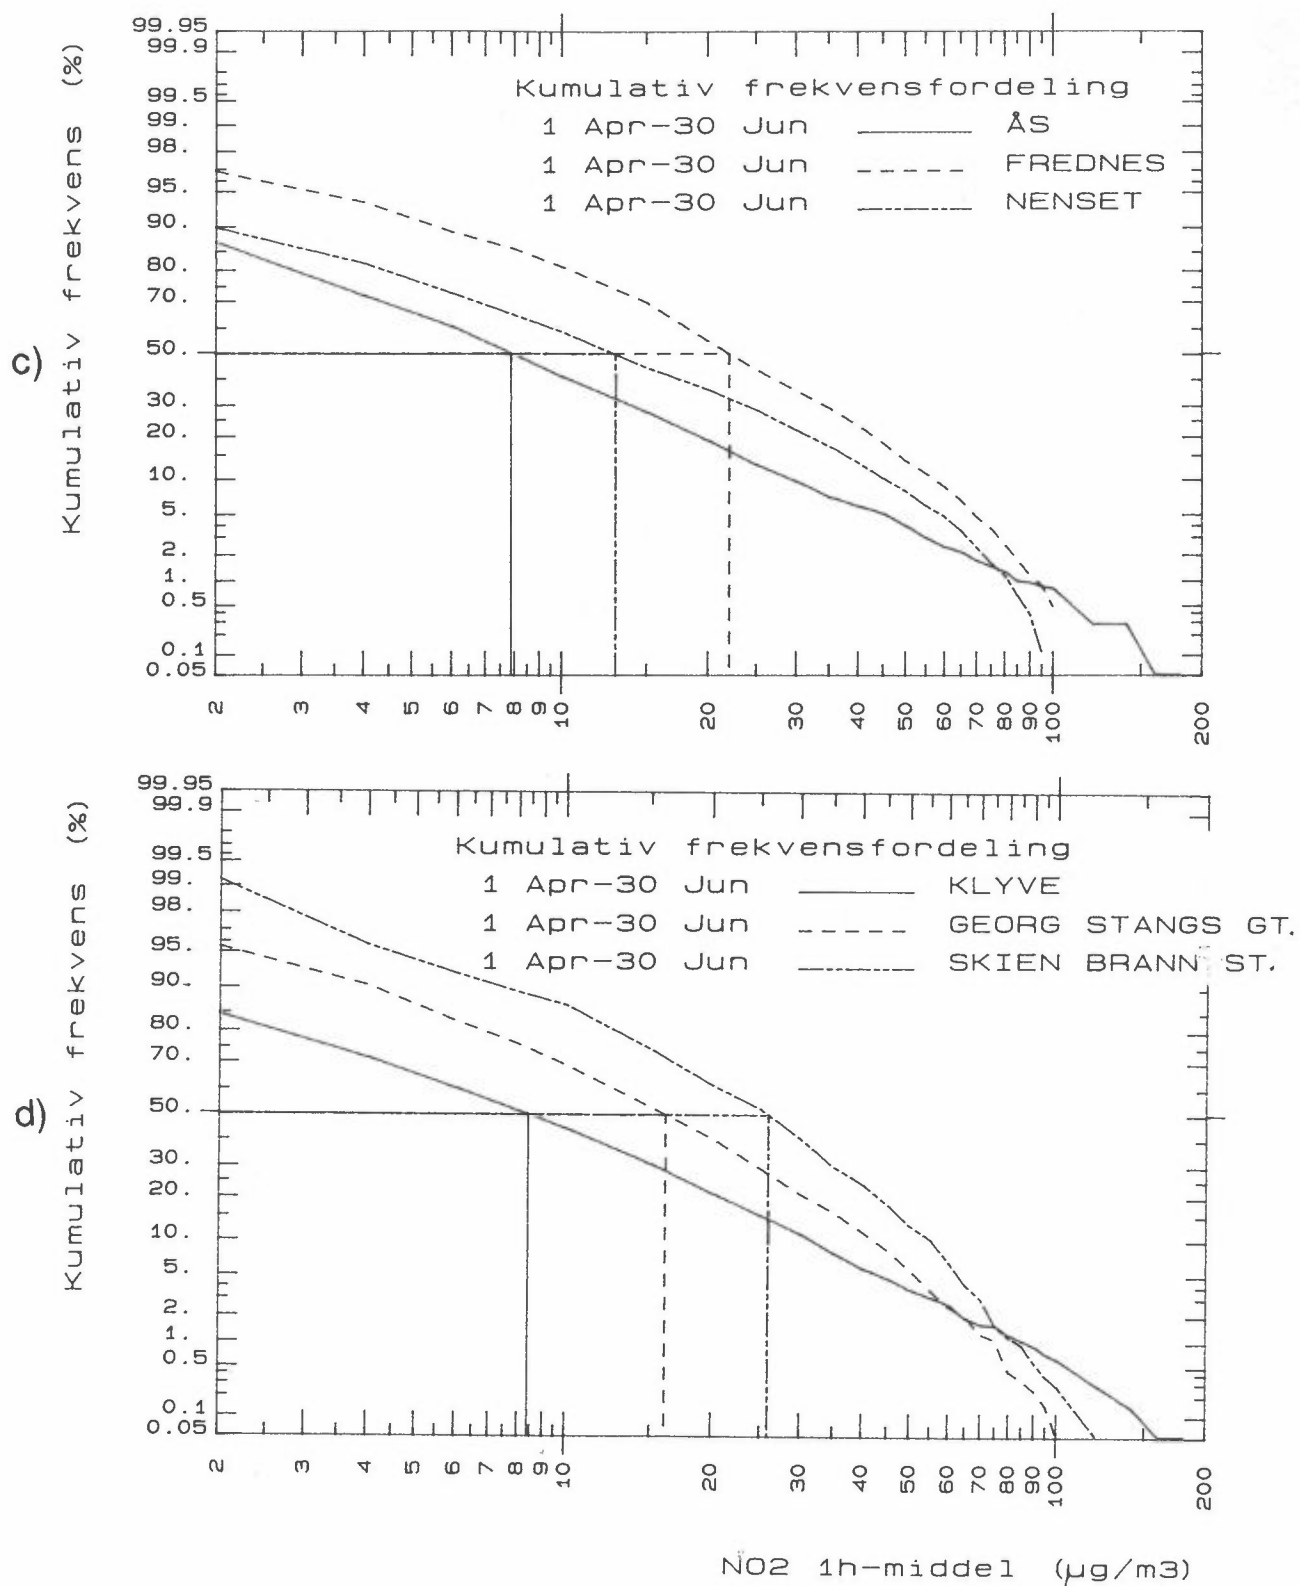 99.95
99.9
99.5
99.
98.
95.
90.
80.
70.
50.
30.
20.
10.
5.
2.
1.
0.5
0.1
0.05
Kumulativ frekvens (%)
c)
Kumulativ frekvensfordeling
1 Apr-30 Jun ÅS
1 Apr-30 Jun FREDNES
1 Apr-30 Jun NENSET
2 3 4 5 6 7 8 9 10 20 30 40 50 60 70 80 90 100 200
99.95
99.9
99.5
99.
98.
95.
90.
80.
70.
50.
30.
20.
10.
5.
2.
1.
0.5
0.1
0.05
Kumulativ frekvens (%)
d)
Kumulativ frekvensfordeling
1 Apr-30 Jun KLYVE
1 Apr-30 Jun GEORG STANGS GT.
1 Apr-30 Jun SKIEN BRANN ST.
2 3 4 5 6 7 8 9 10 20 30 40 50 60 70 80 90 100 200
NO2 1h-middel (µg/m3)